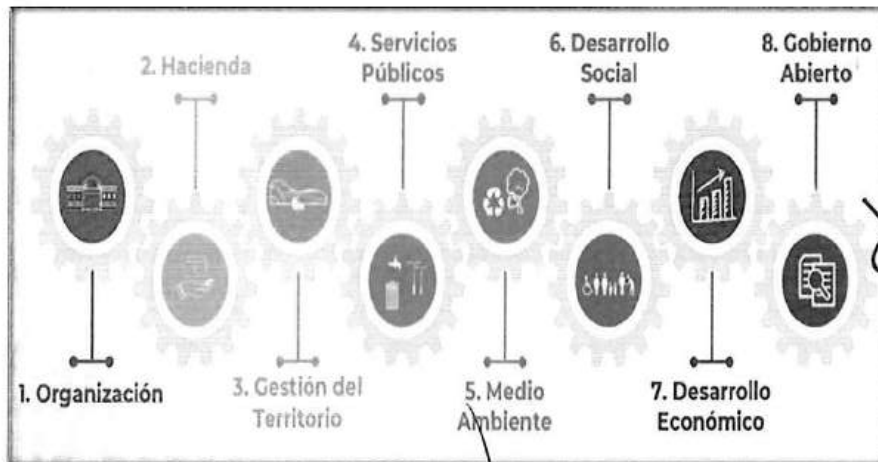 1. Organización
2. Hacienda
3. Gestión del
Territorio
4. Servicios
Públicos
5. Medio
Ambiente
6. Desarrollo
Social
7. Desarrollo
Económico
8. Gobierno
Abierto